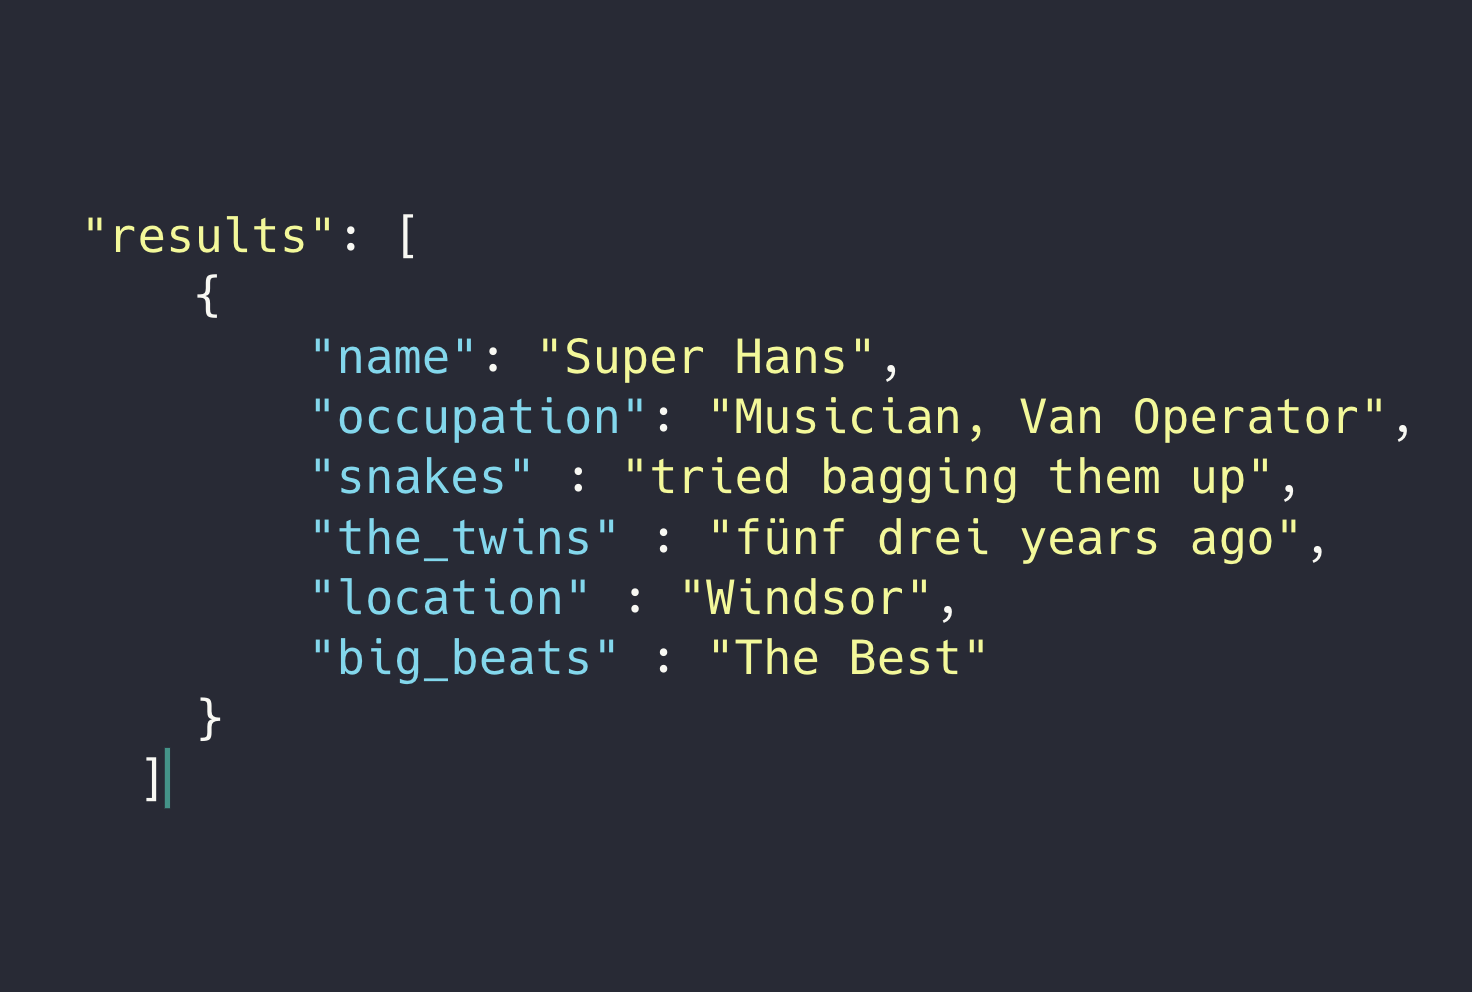 "results": [
{
"name": "Super Hans",
"occupation": "Musician, Van Operator",
"snakes" : "tried bagging them up",
"the_twins" : "fünf drei years ago",
"location" : "Windsor",
"big_beats" : "The Best"
}
]